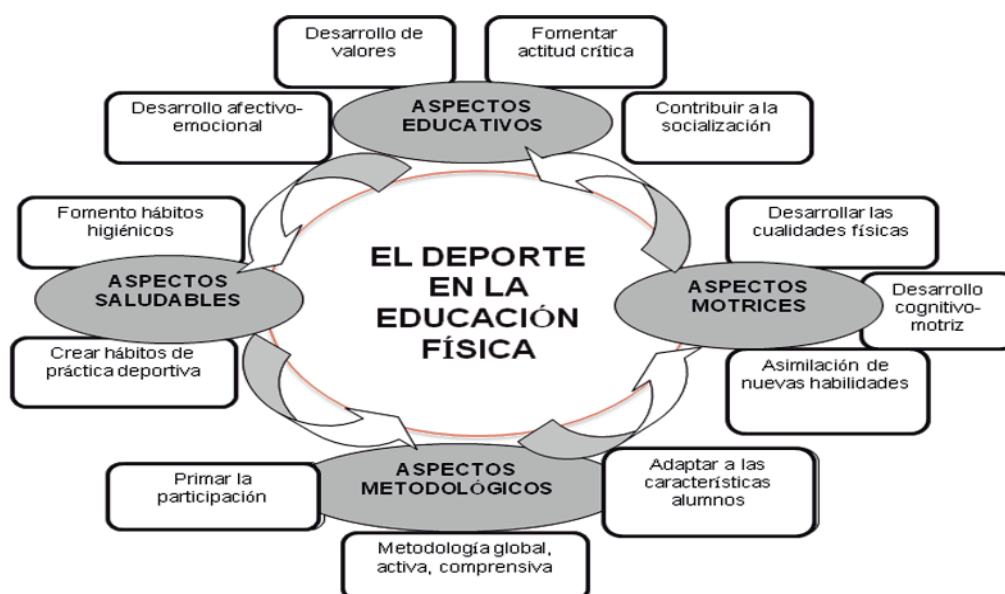 Desarrollo de
valores
Fomentar
actitud crítica
Desarrollo afectivo-
emocional
ASPECTOS
EDUCATIVOS
Contribuir a la
socialización
Fomento hábitos
higiénicos
ASPECTOS
SALUDABLES
Crear hábitos de
práctica deportiva
EL DEPORTE
EN LA
EDUCACIÓN
FÍSICA
Desarrollar las
cualidades físicas
ASPECTOS
MOTRICES
Desarrollo
cognitivo-
motriz
Asimilación de
nuevas habilidades
Primar la
participación
ASPECTOS
METODOLÓGICOS
Adaptar a las
características
alumnos
Metodología global,
activa, comprensiva